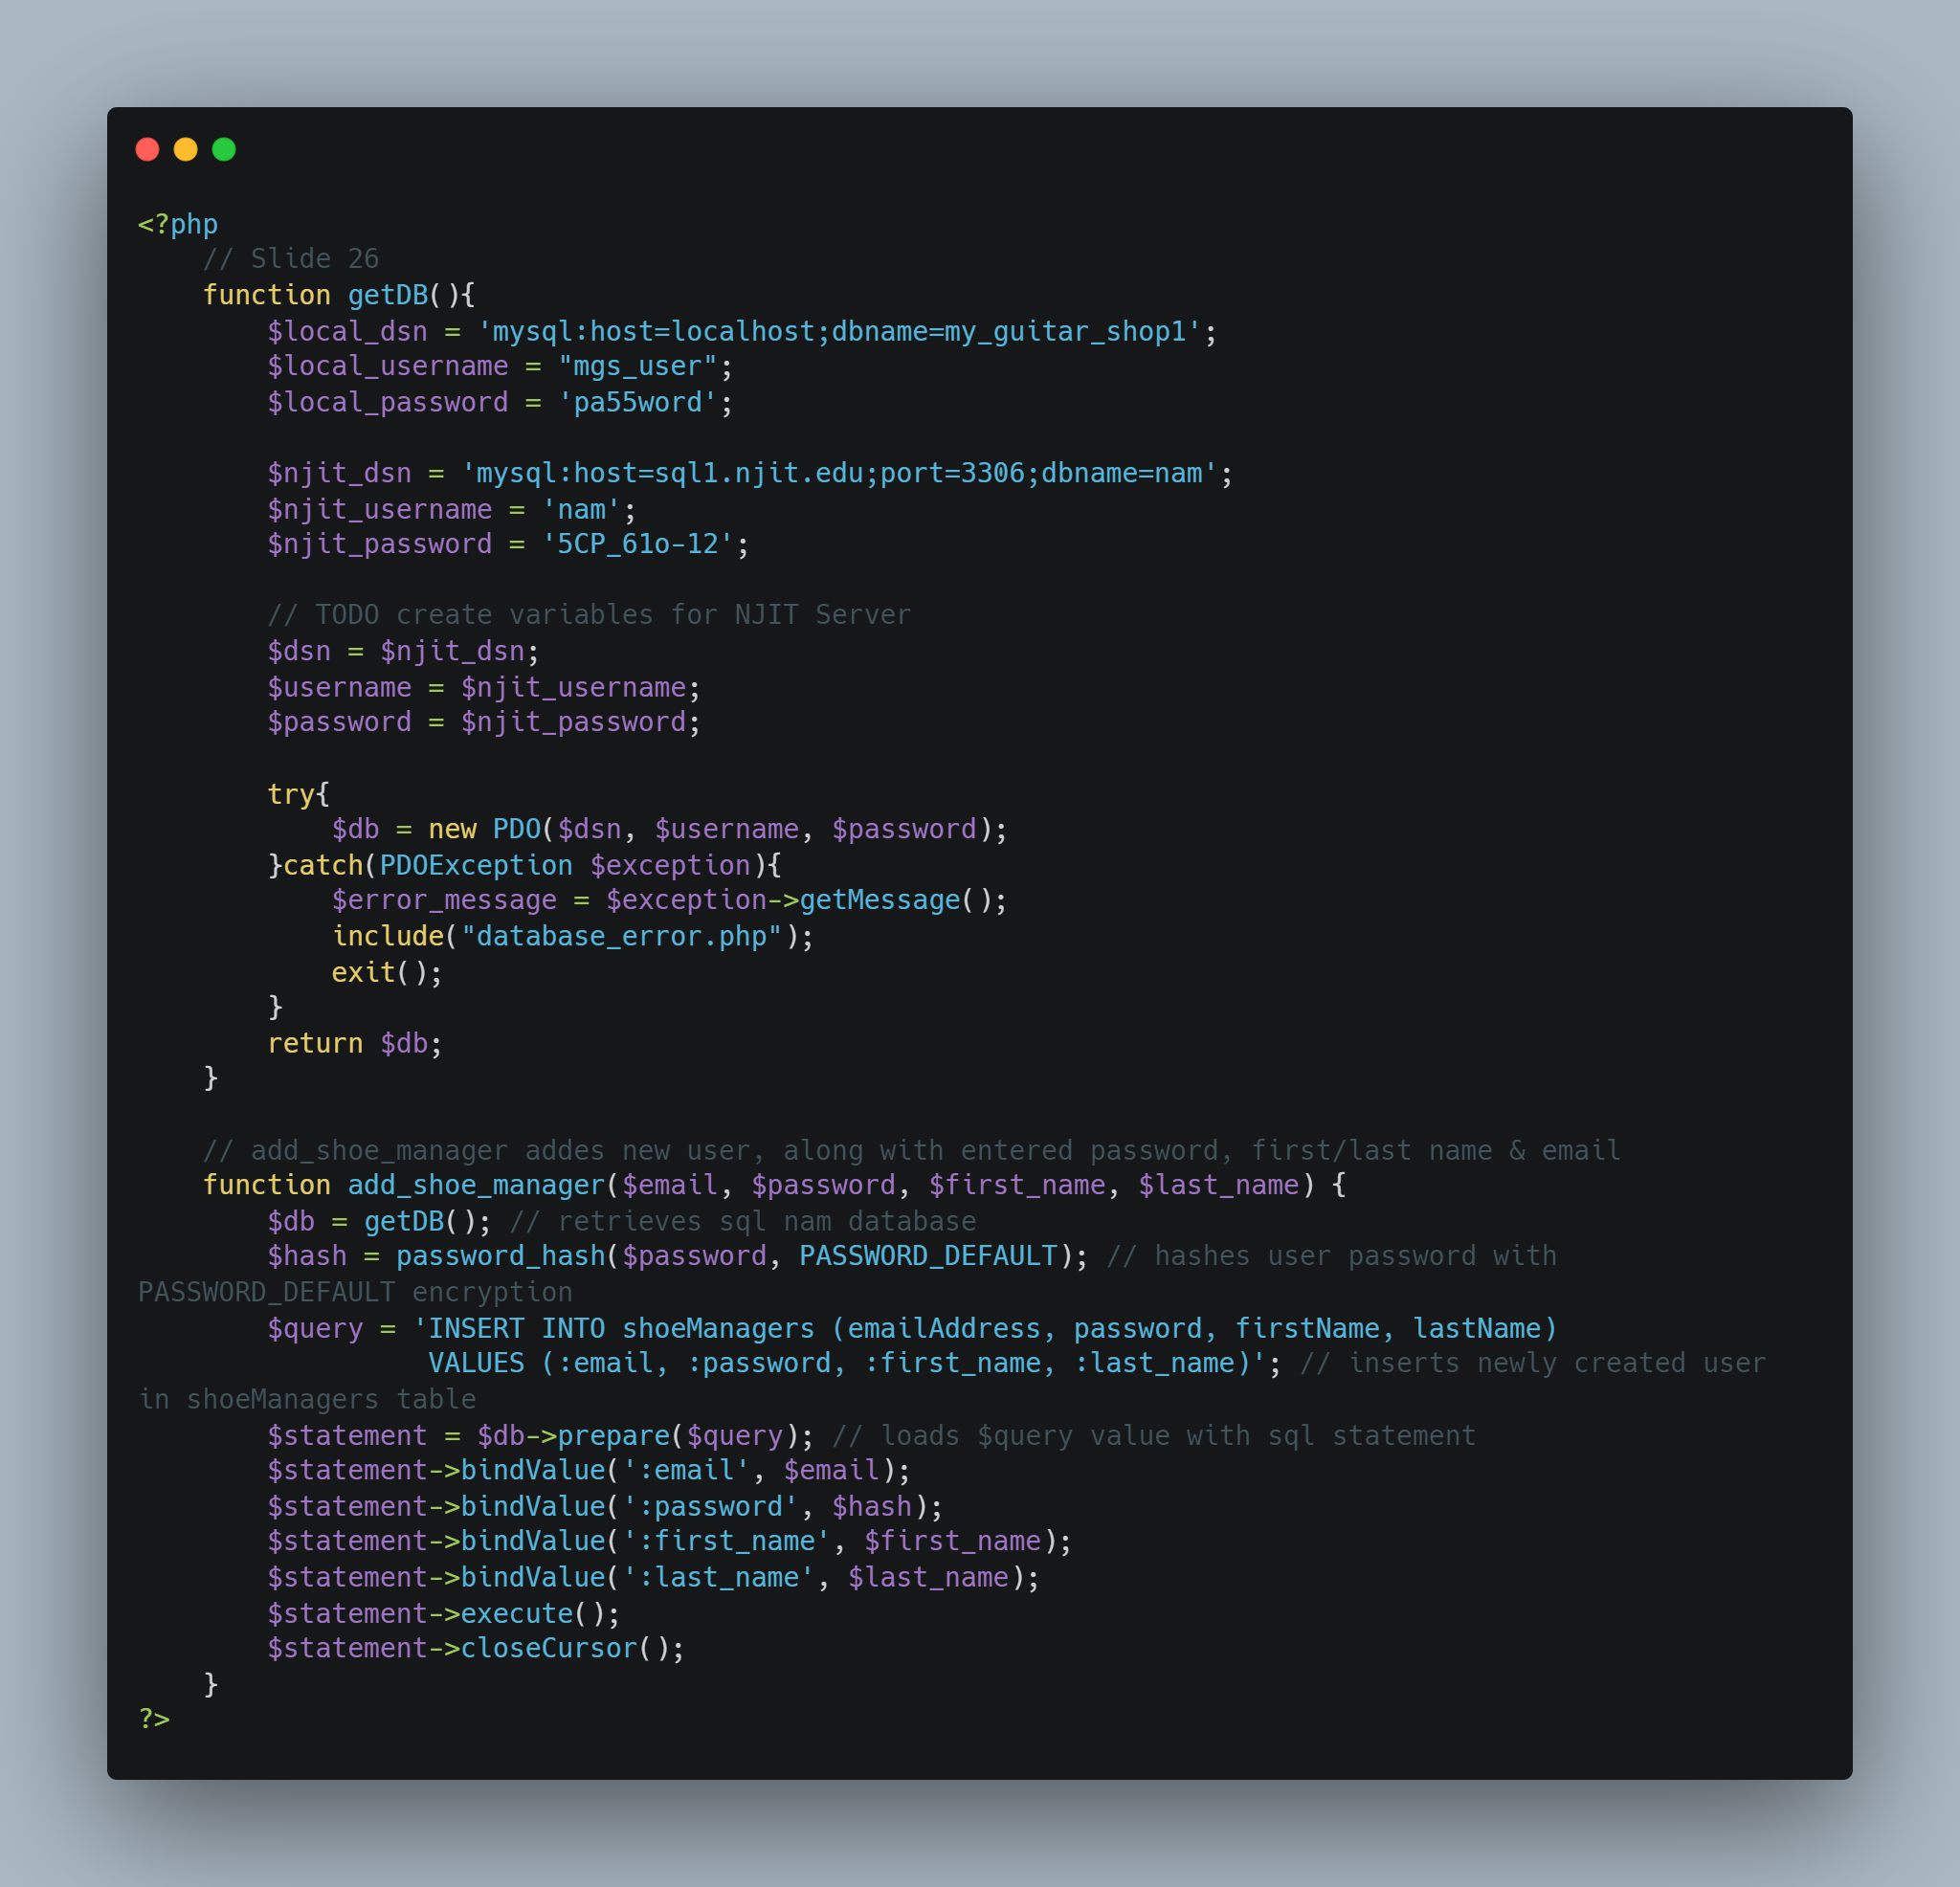 <?php
    // Slide 26
    function getDB(){
        $local_dsn = 'mysql:host=localhost;dbname=my_guitar_shop1';
        $local_username = "mgs_user";
        $local_password = 'pa55word';

        $njit_dsn = 'mysql:host=sql1.njit.edu;port=3306;dbname=nam';
        $njit_username = 'nam';
        $njit_password = '5CP_61o-12';

        // TODO create variables for NJIT Server
        $dsn = $njit_dsn;
        $username = $njit_username;
        $password = $njit_password;

        try{
            $db = new PDO($dsn, $username, $password);
        }catch(PDOException $exception){
            $error_message = $exception->getMessage();
            include("database_error.php");
            exit();
        }
        return $db;
    }

    // add_shoe_manager addes new user, along with entered password, first/last name & email
    function add_shoe_manager($email, $password, $first_name, $last_name) {
        $db = getDB(); // retrieves sql nam database
        $hash = password_hash($password, PASSWORD_DEFAULT); // hashes user password with
PASSWORD_DEFAULT encryption
        $query = 'INSERT INTO shoeManagers (emailAddress, password, firstName, lastName)
                  VALUES (:email, :password, :first_name, :last_name)'; // inserts newly created user
in shoeManagers table
        $statement = $db->prepare($query); // loads $query value with sql statement
        $statement->bindValue(':email', $email);
        $statement->bindValue(':password', $hash);
        $statement->bindValue(':first_name', $first_name);
        $statement->bindValue(':last_name', $last_name);
        $statement->execute();
        $statement->closeCursor();
    }
?>